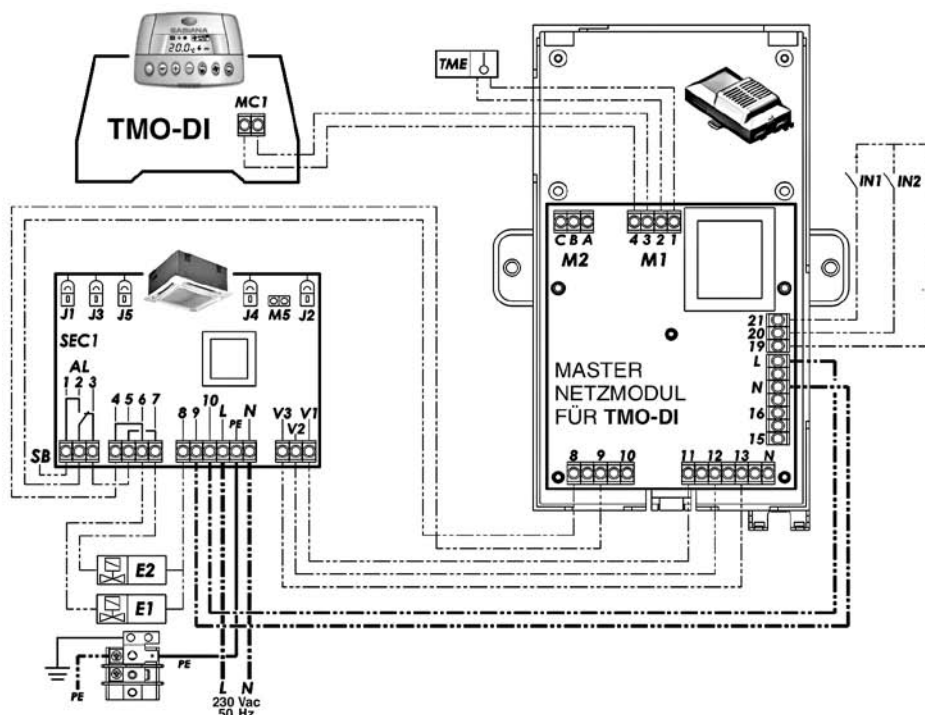 SABIANA
20.0°C
MC1
TMO-DI
TME
IN1 IN2
C B A
M2
4 3 2 1
M1
21
20
19
L
N
16
15
MASTER
NETZMODUL
FÜR TMO-DI
8 9 10
11 12 13 N
J1 J3 J5 J4 M5 J2
SEC1
AL
1 2 3
4 5 6 7
8 9 10 L PE N
V3 V2 V1
SB
E2
E1
PE
PE
L N
230 Vac
50 Hz